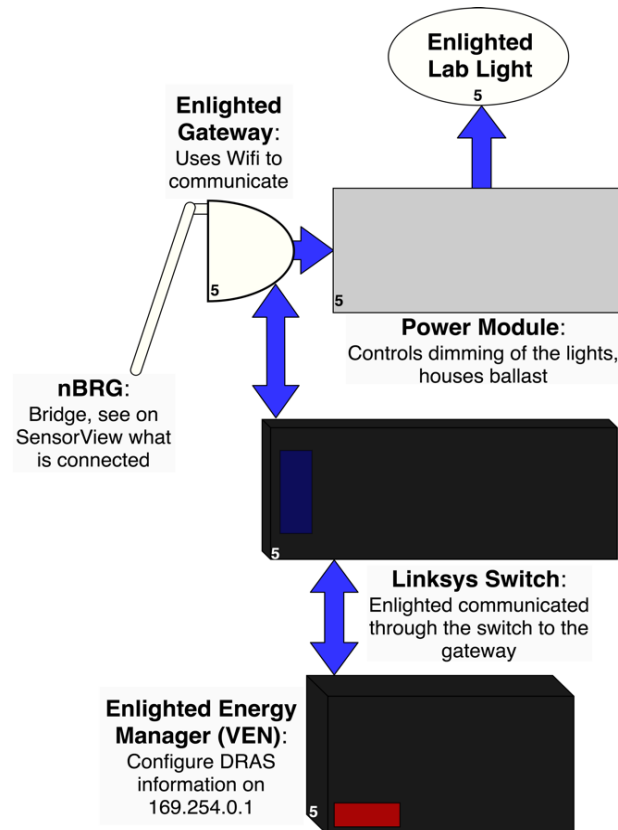 Enlighted
Lab Light
5
Enlighted
Gateway:
Uses Wifi to
communicate
5
5
Power Module:
Controls dimming of the lights,
houses ballast
nBRG:
Bridge, see on
SensorView what
is connected
5
Linksys Switch:
Enlighted communicated
through the switch to the
gateway
Enlighted Energy
Manager (VEN):
Configure DRAS
information on
169.254.0.1
5